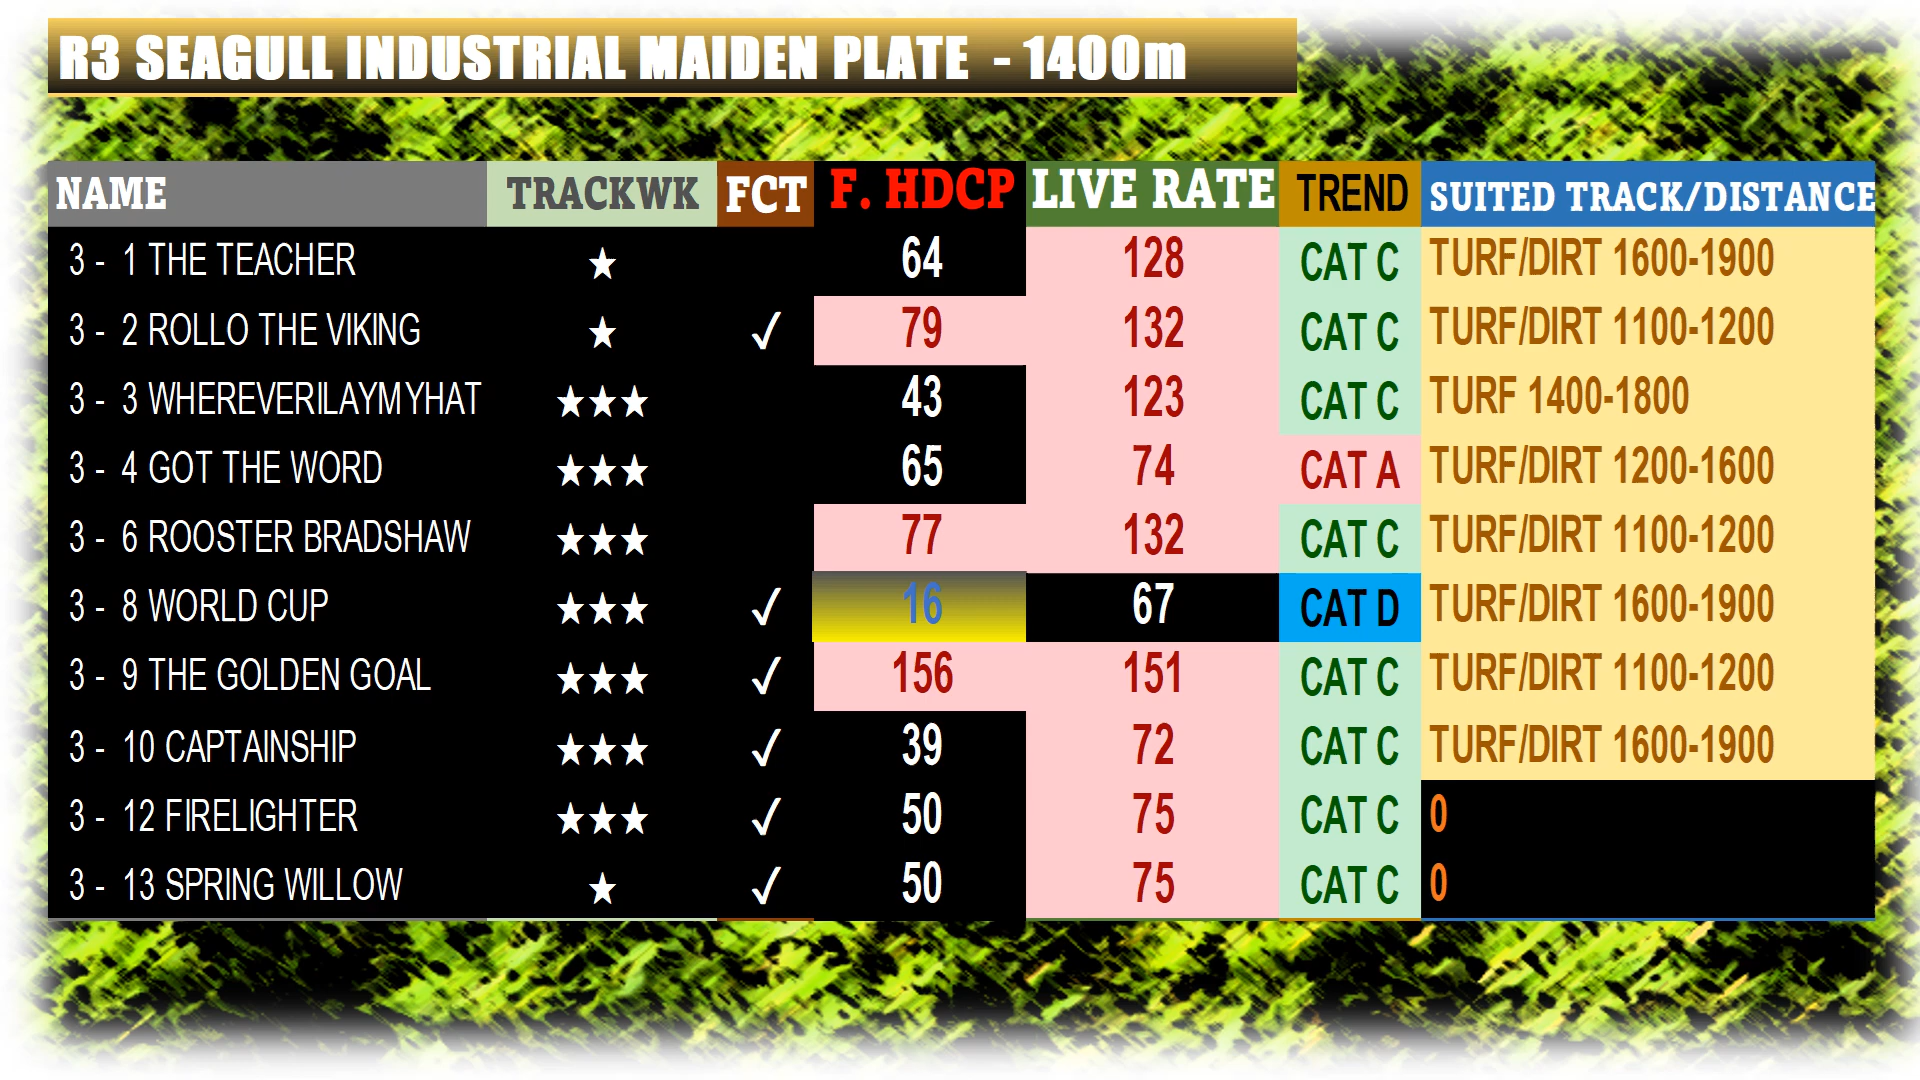 R3 SEAGULL INDUSTRIAL MAIDEN PLATE - 1400m
NAME TRACKWK FCT F. HDCP LIVE RATE TREND SUITED TRACK/DISTANCE
3 - 1 THE TEACHER ★ 64 128 CAT C TURF/DIRT 1600-1900
3 - 2 ROLLO THE VIKING ★ ✓ 79 132 CAT C TURF/DIRT 1100-1200
3 - 3 WHEREVERILAYMYHAT ★★★ 43 123 CAT C TURF 1400-1800
3 - 4 GOT THE WORD ★★★ 65 74 CAT A TURF/DIRT 1200-1600
3 - 6 ROOSTER BRADSHAW ★★★ 77 132 CAT C TURF/DIRT 1100-1200
3 - 8 WORLD CUP ★★★ ✓ 16 67 CAT D TURF/DIRT 1600-1900
3 - 9 THE GOLDEN GOAL ★★★ ✓ 156 151 CAT C TURF/DIRT 1100-1200
3 - 10 CAPTAINSHIP ★★★ ✓ 39 72 CAT C TURF/DIRT 1600-1900
3 - 12 FIRELIGHTER ★★★ ✓ 50 75 CAT C 0
3 - 13 SPRING WILLOW ★ ✓ 50 75 CAT C 0